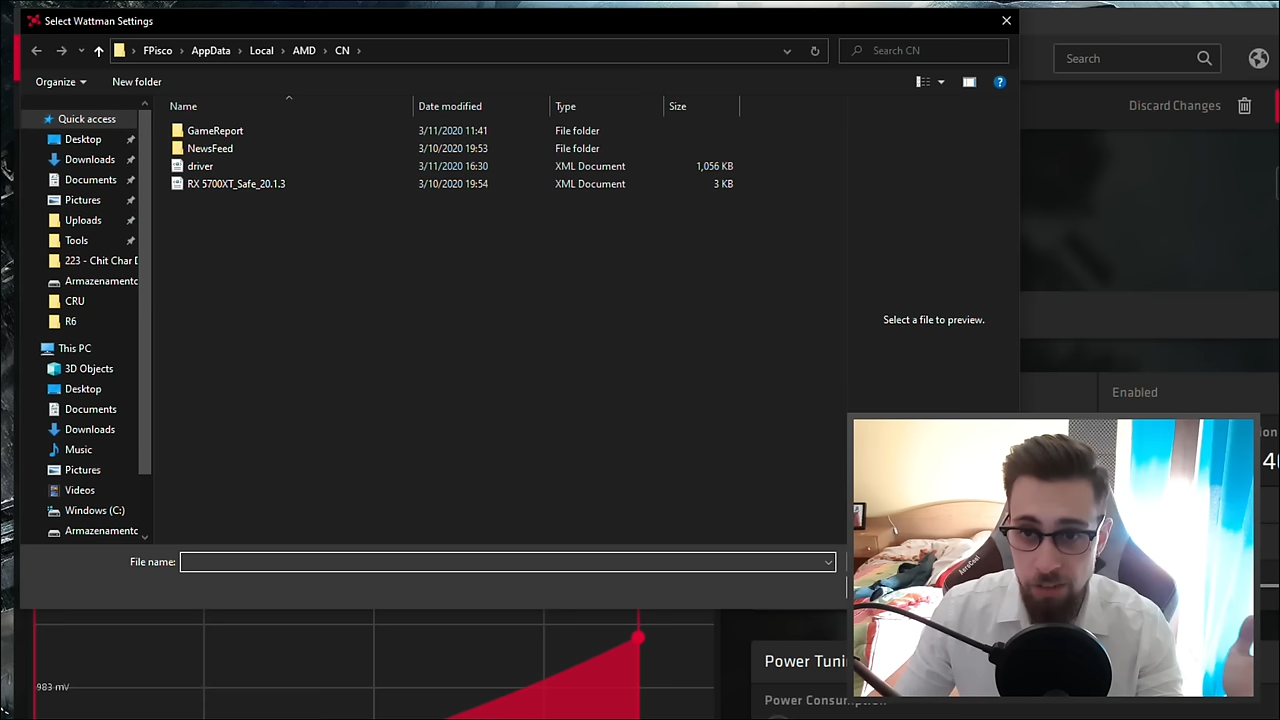 Select Wattman Settings
FPisco > AppData > Local > AMD > CN >
Search CN
Search
Organize
New folder
?
Discard Changes
Name
Date modified
Type
Size
Quick access
Desktop
Downloads
Documents
Pictures
Uploads
Tools
223 - Chit Char D
Armazenamento
CRU
R6
This PC
3D Objects
Desktop
Documents
Downloads
Music
Pictures
Videos
Windows (C:)
Armazenamento
GameReport 3/11/2020 11:41 File folder
NewsFeed 3/10/2020 19:53 File folder
driver 3/11/2020 16:30 XML Document 1,056 KB
RX 5700XT_Safe_20.1.3 3/10/2020 19:54 XML Document 3 KB
Select a file to preview.
Enabled
File name:
983 mV
Power Tuni
Power Consumption
AeroCool